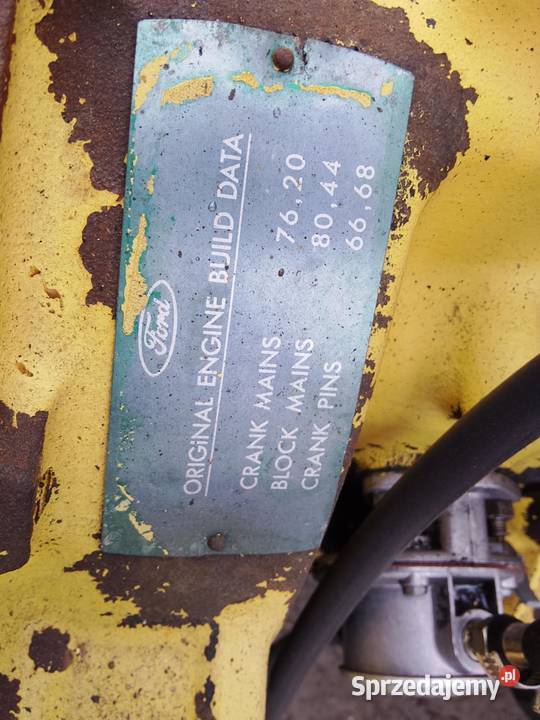 Ford
ORIGINAL ENGINE BUILD DATA
CRANK MAINS 76,20
BLOCK MAINS 80,44
CRANK PINS 66,68
Sprzedajemy.pl